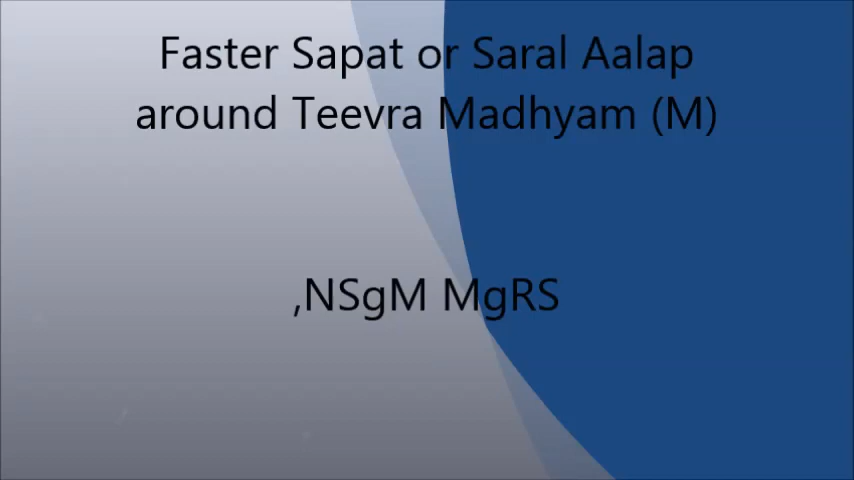 Faster Sapat or Saral Aalap
around Teevra Madhyam (M)
,NSgM MgRS